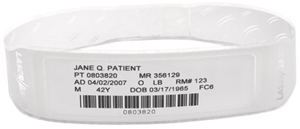 JANE Q. PATIENT
PT 0803820 MR 356129
AD 04/02/2007 O LB RM# 123
M 42Y DOB 03/17/1965 FC6
0803820